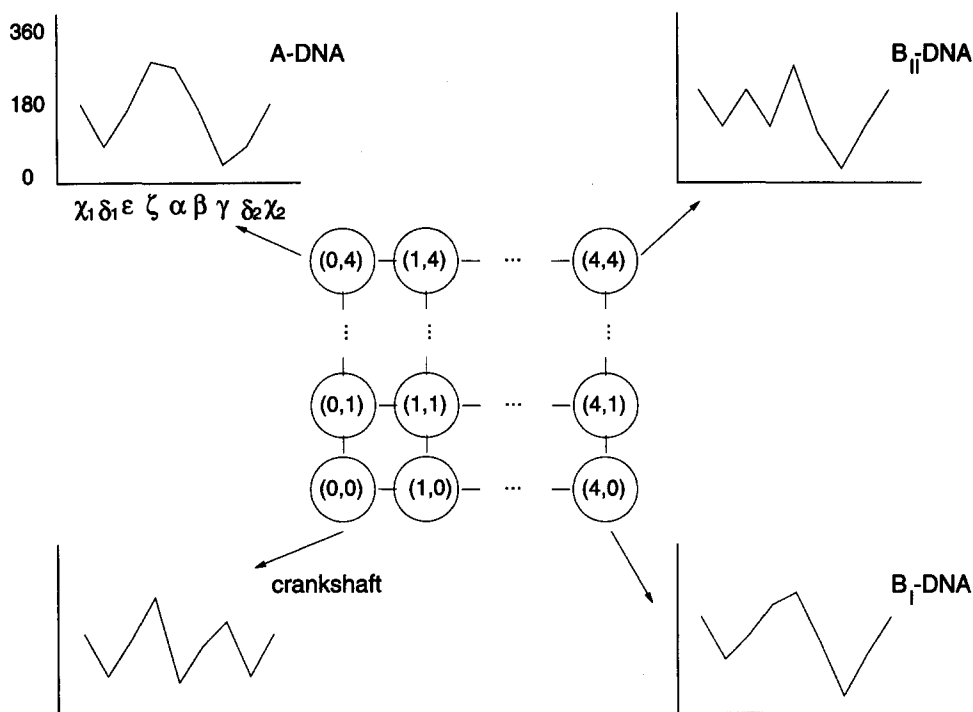 360
180
0
A-DNA
χ₁ δ₁ ε ζ α β γ δ₂ χ₂
B_II-DNA
(0,4) (1,4) ... (4,4)
⋮ ⋮ ⋮
(0,1) (1,1) ... (4,1)
(0,0) (1,0) ... (4,0)
crankshaft
B_I-DNA